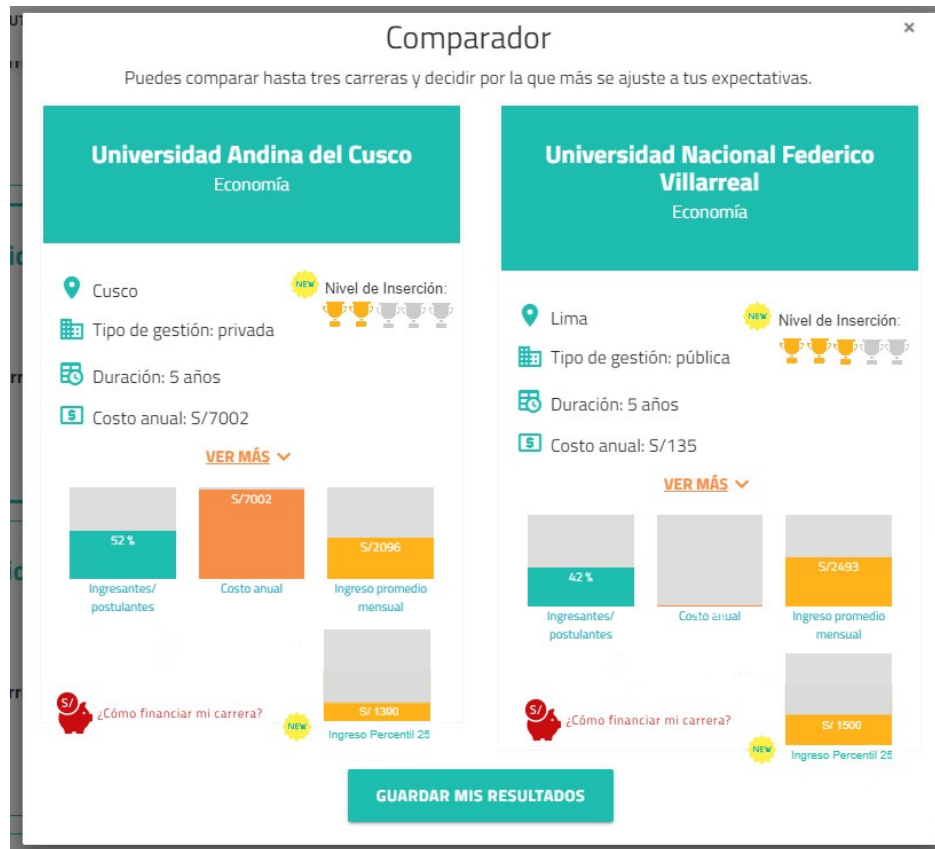 Comparador
×
Puedes comparar hasta tres carreras y decidir por la que más se ajuste a tus expectativas.
Universidad Andina del Cusco
Economía
Cusco
NEW
Nivel de Inserción:
Tipo de gestión: privada
Duración: 5 años
Costo anual: S/7002
VER MÁS
52 %
S/7002
S/2096
Ingresantes/
postulantes
Costo anual
Ingreso promedio
mensual
S/
¿Cómo financiar mi carrera?
NEW
S/ 1390
Ingreso Percentil 25
Universidad Nacional Federico
Villarreal
Economía
Lima
NEW
Nivel de Inserción:
Tipo de gestión: pública
Duración: 5 años
Costo anual: S/135
VER MÁS
42 %
S/2493
Ingresantes/
postulantes
Costo anual
Ingreso promedio
mensual
S/
¿Cómo financiar mi carrera?
NEW
S/ 1500
Ingreso Percentil 25
GUARDAR MIS RESULTADOS